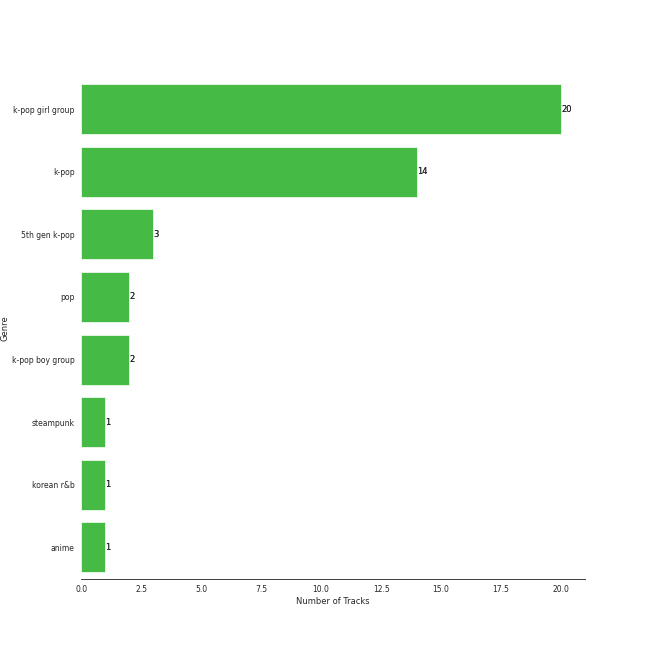 k-pop girl group 20
k-pop 14
5th gen k-pop 3
pop 2
Genre
k-pop boy group 2
steampunk 1
korean r&b 1
anime 1
0.0 2.5 5.0 7.5 10.0 12.5 15.0 17.5 20.0
Number of Tracks